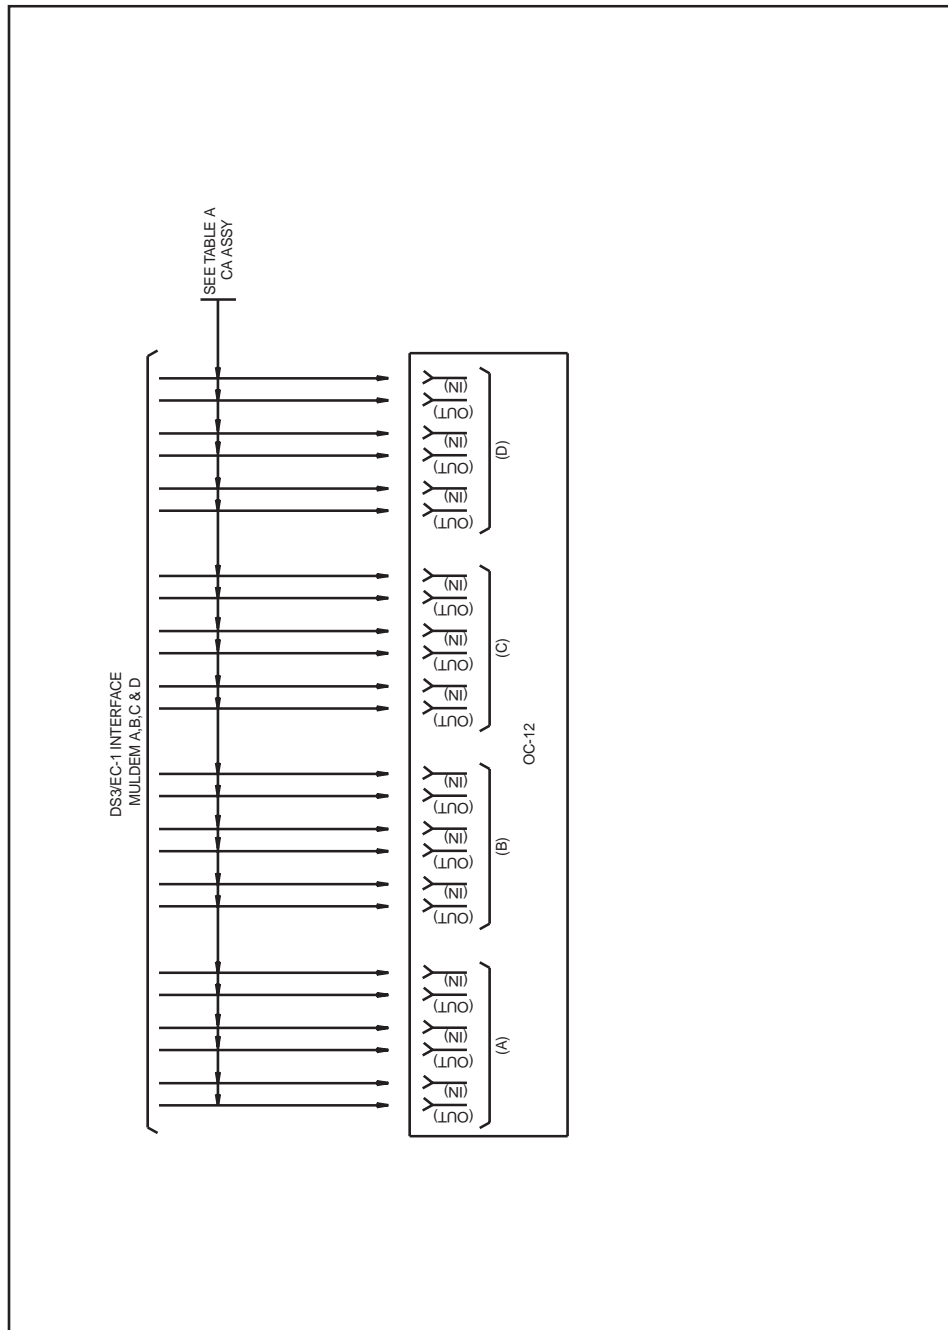 DS3/EC-1 INTERFACE
MULDEM A,B,C & D
SEE TABLE A
CA ASSY
(OUT)
(IN)
(OUT)
(IN)
(OUT)
(IN)
(A)
(OUT)
(IN)
(OUT)
(IN)
(OUT)
(IN)
(B)
(OUT)
(IN)
(OUT)
(IN)
(OUT)
(IN)
(C)
(OUT)
(IN)
(OUT)
(IN)
(OUT)
(IN)
(D)
OC-12